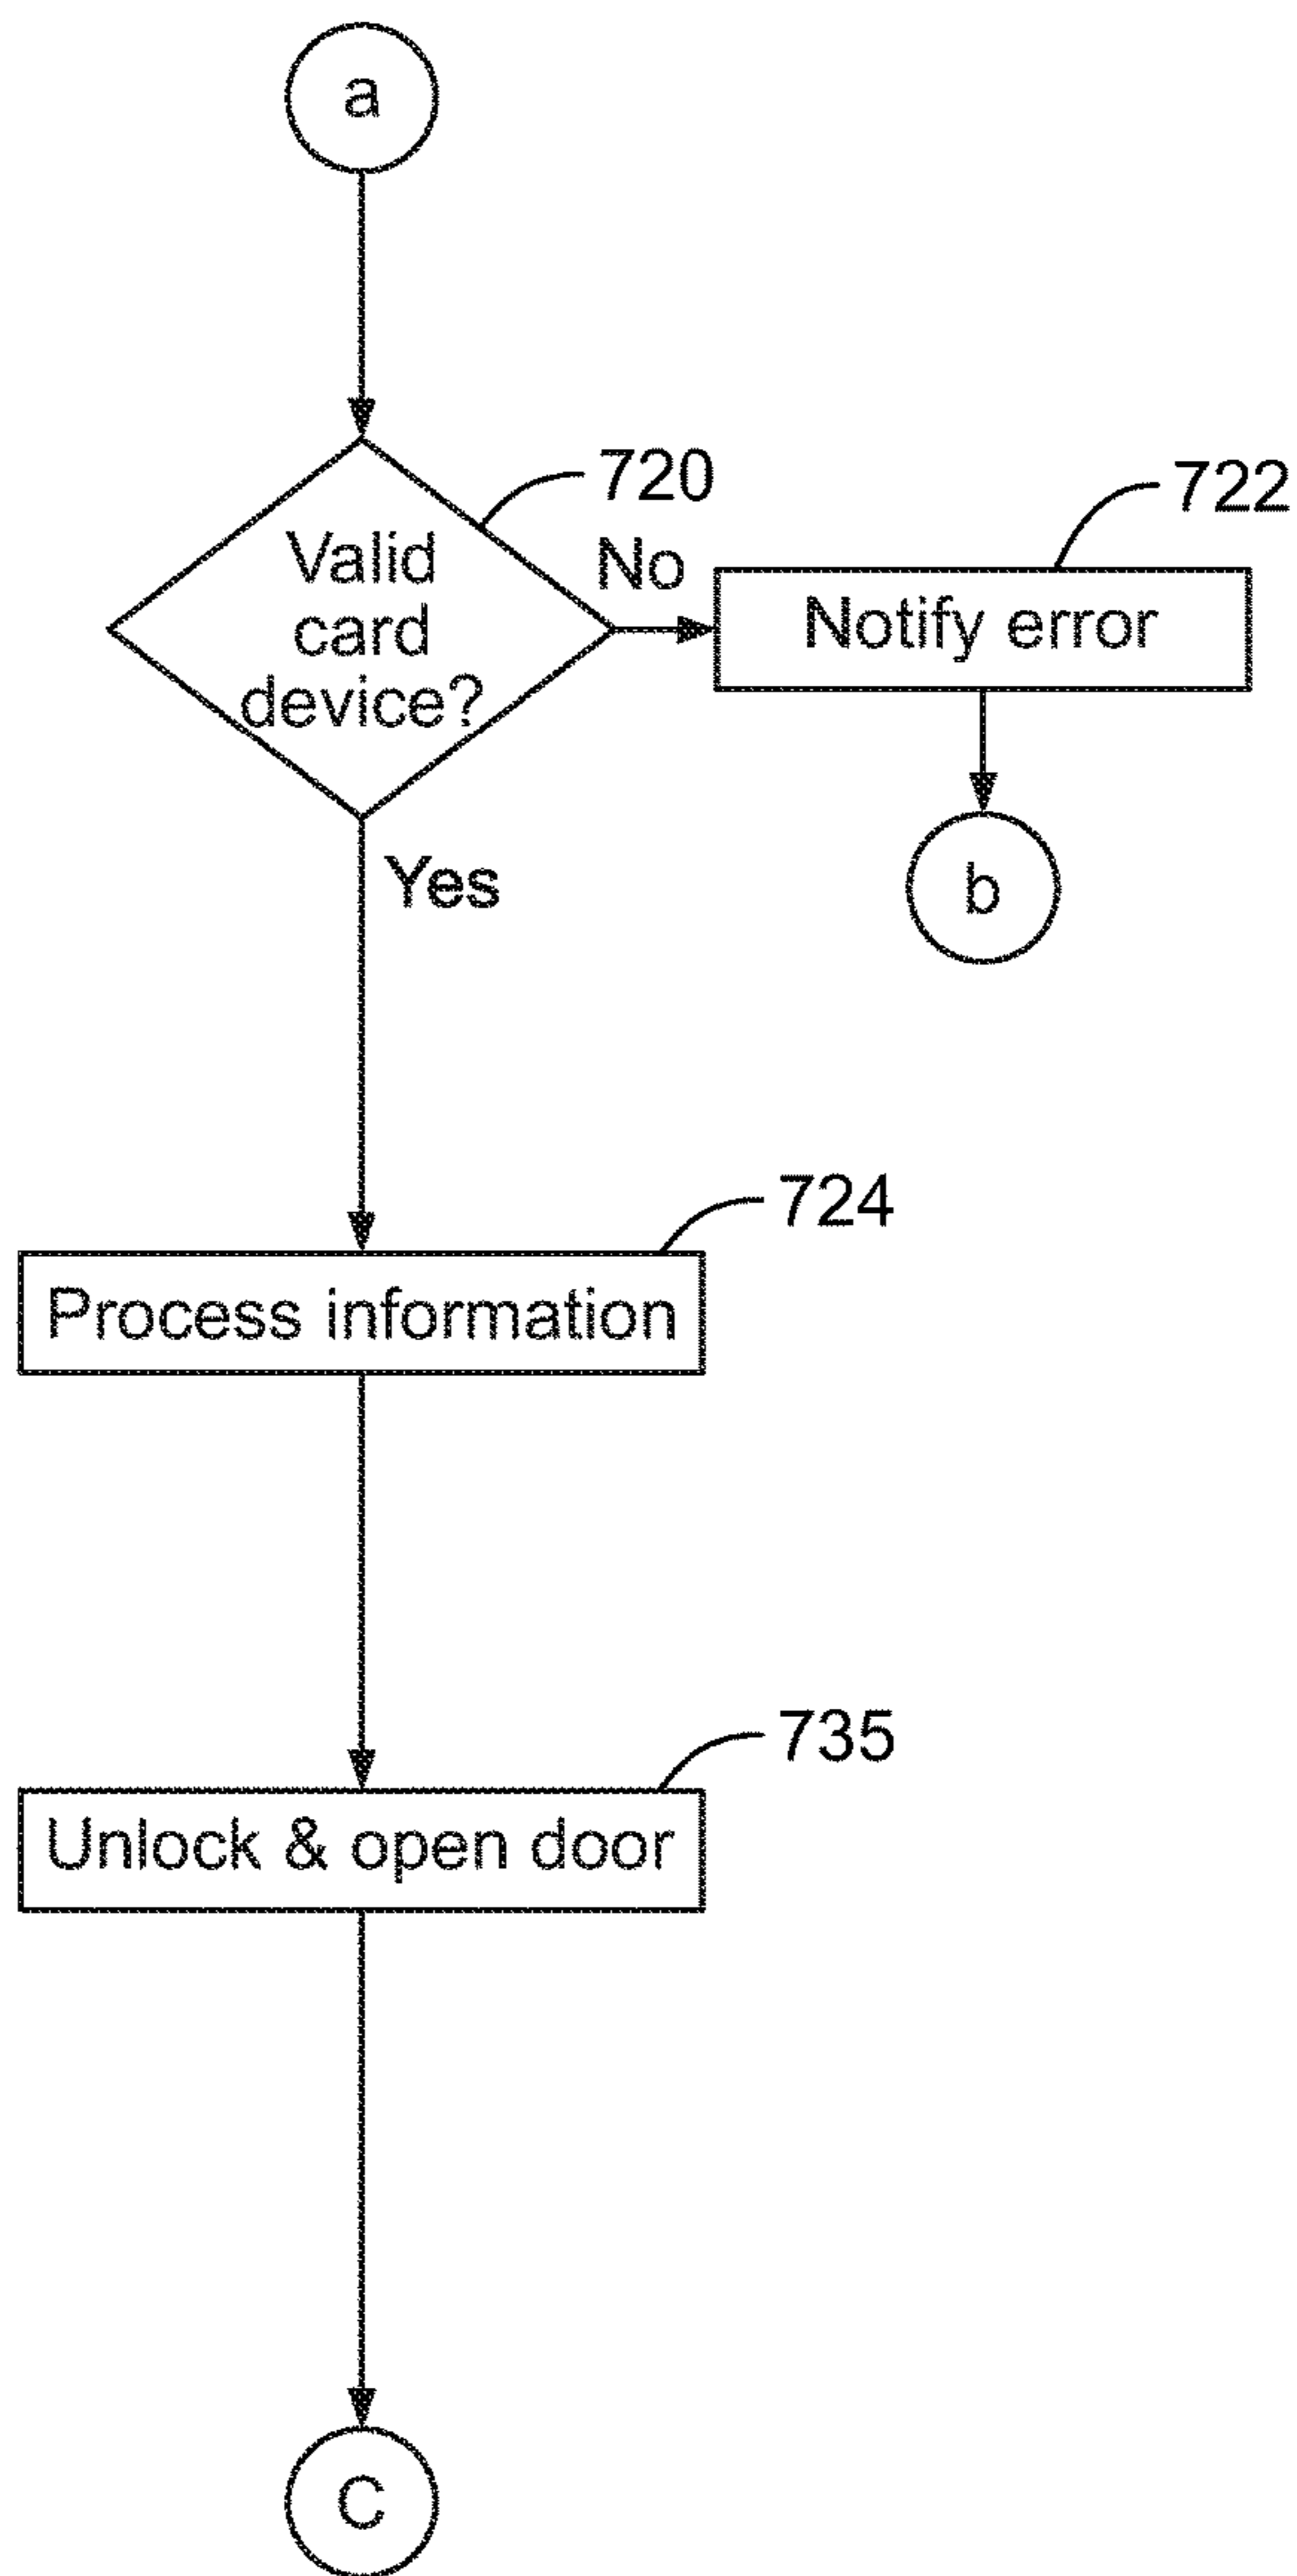 a
720
722
Valid
card
device?
No
Notify error
Yes
b
724
Process information
735
Unlock & open door
C